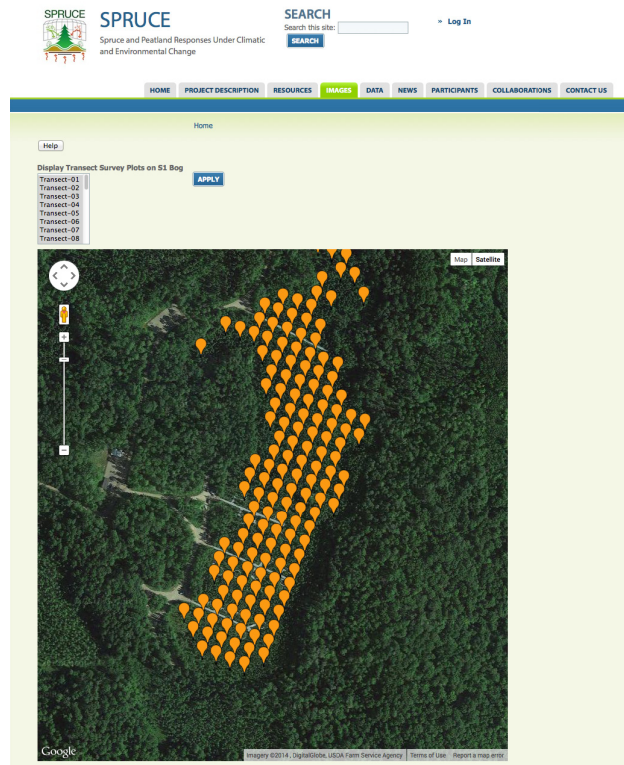 SPRUCE
SPRUCE
Spruce and Peatland Responses Under Climatic
and Environmental Change
SEARCH
Search this site:
SEARCH
» Log In
HOME PROJECT DESCRIPTION RESOURCES IMAGES DATA NEWS PARTICIPANTS COLLABORATIONS CONTACT US
Home
Help
Display Transect Survey Plots on S1 Bog
Transect-01
Transect-02
Transect-03
Transect-04
Transect-05
Transect-06
Transect-07
Transect-08
APPLY
Map Satellite
Google
Imagery ©2014 , DigitalGlobe, USDA Farm Service Agency Terms of Use Report a map error